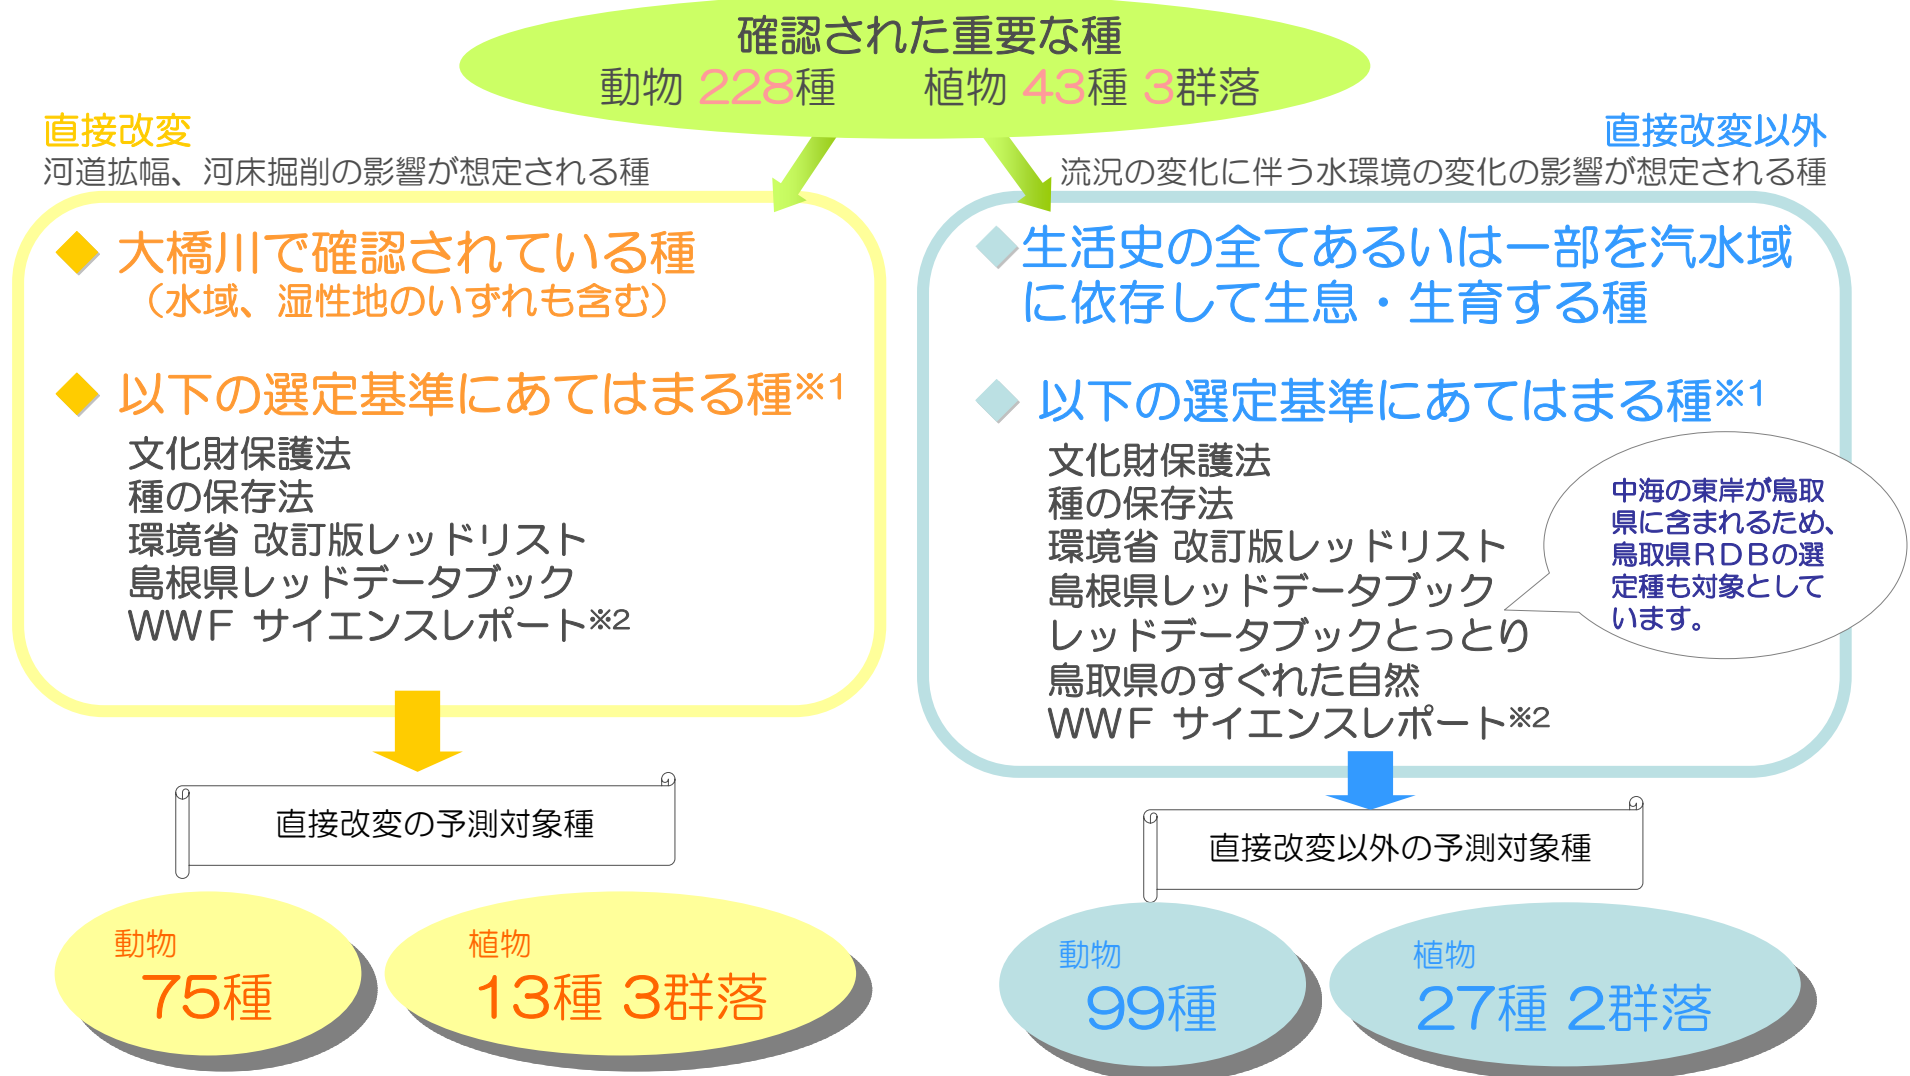 確認された重要な種
動物 228種 植物 43種 3群落
直接改変
河道拡幅、河床掘削の影響が想定される種
◆ 大橋川で確認されている種
（水域、湿性地のいずれも含む）
◆ 以下の選定基準にあてはまる種※1
文化財保護法
種の保存法
環境省 改訂版レッドリスト
島根県レッドデータブック
WWF サイエンスレポート※2
直接改変の予測対象種
動物
75種
植物
13種 3群落
直接改変以外
流況の変化に伴う水環境の変化の影響が想定される種
◆生活史の全てあるいは一部を汽水域
に依存して生息・生育する種
◆ 以下の選定基準にあてはまる種※1
文化財保護法
種の保存法
環境省 改訂版レッドリスト
島根県レッドデータブック
レッドデータブックとっとり
鳥取県のすぐれた自然
WWF サイエンスレポート※2
中海の東岸が鳥取
県に含まれるため、
鳥取県RDBの選
定種も対象として
います。
直接改変以外の予測対象種
動物
99種
植物
27種 2群落